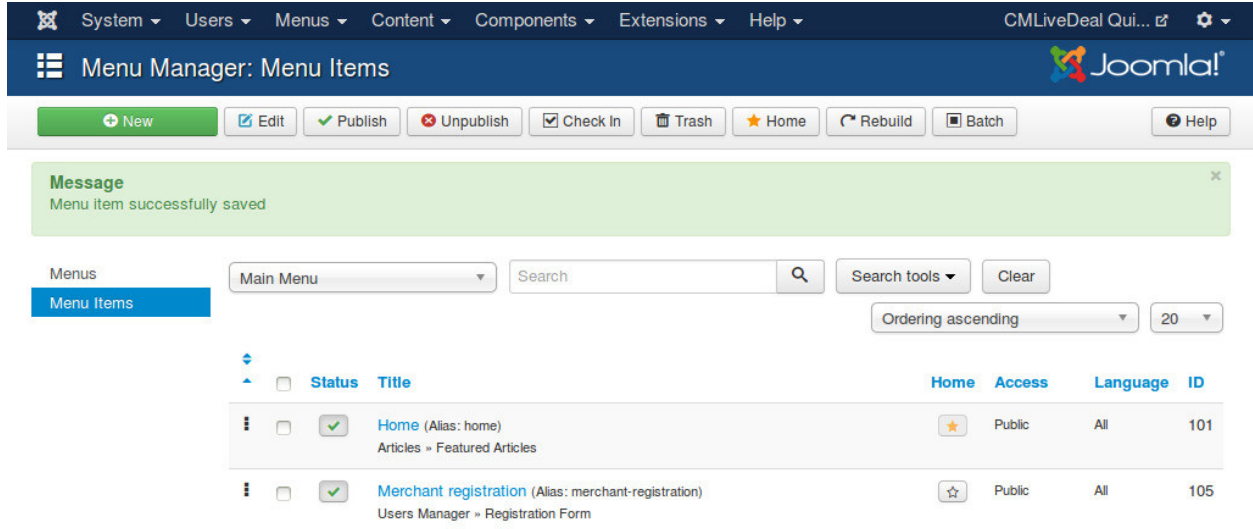 System Users Menus Content Components Extensions Help CMLiveDeal Qui...
Menu Manager: Menu Items Joomla!®
New Edit Publish Unpublish Check In Trash Home Rebuild Batch Help
Message ×
Menu item successfully saved
Menus
Menu Items
Main Menu Search Search tools Clear
Ordering ascending 20
Status Title Home Access Language ID
Home (Alias: home) Public All 101
Articles » Featured Articles
Merchant registration (Alias: merchant-registration) Public All 105
Users Manager » Registration Form